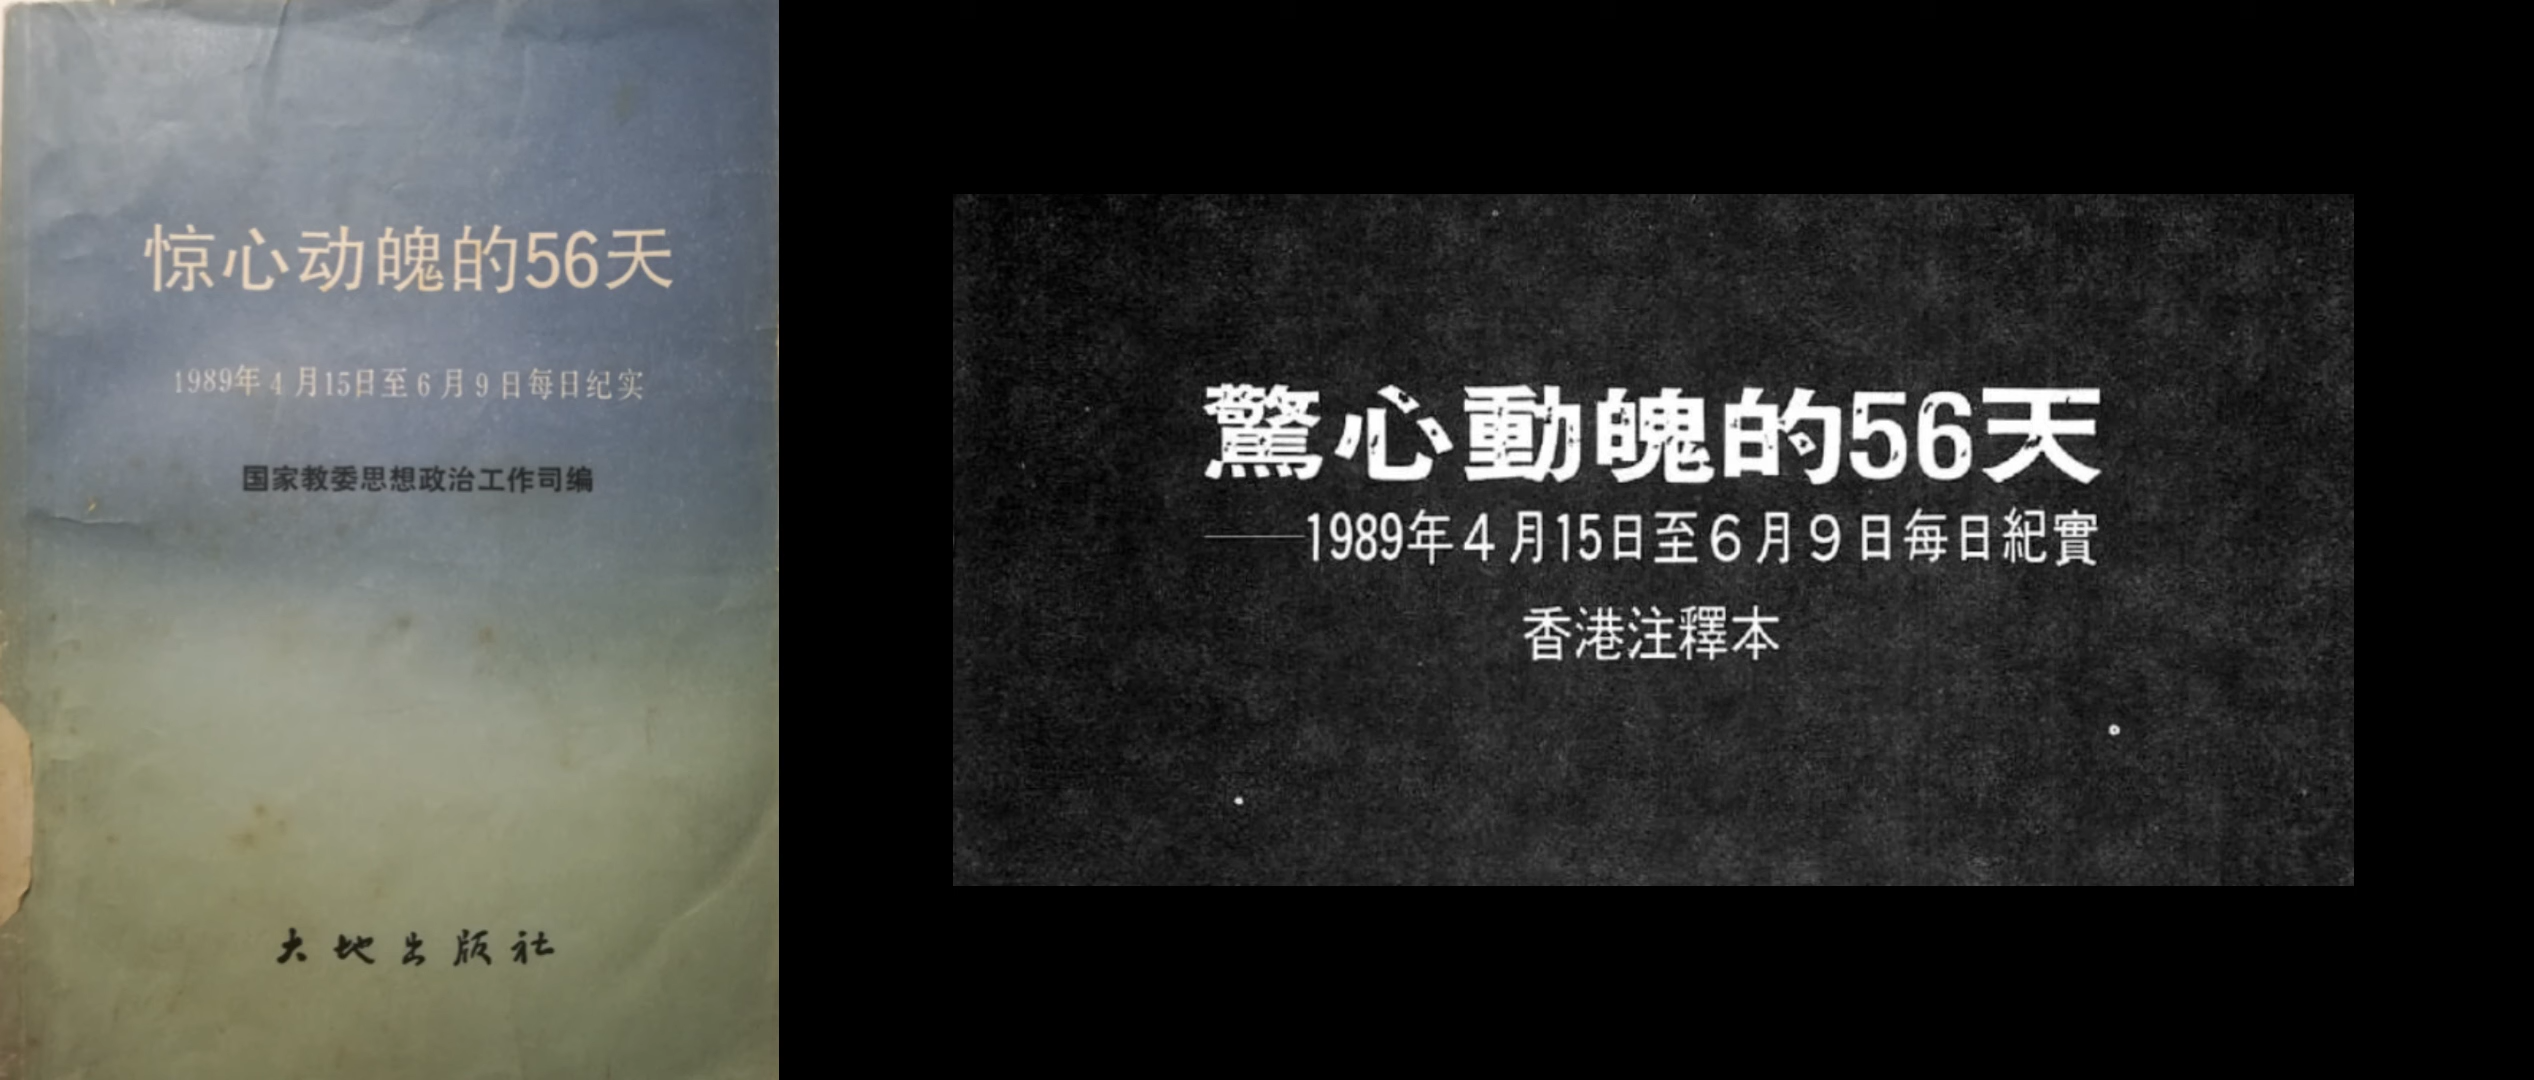 惊心动魄的56天
1989年4月15日至6月9日每日纪实
国家教委思想政治工作司编
大地出版社
驚心動魄的56天
——1989年4月15日至6月9日每日紀實
香港注釋本